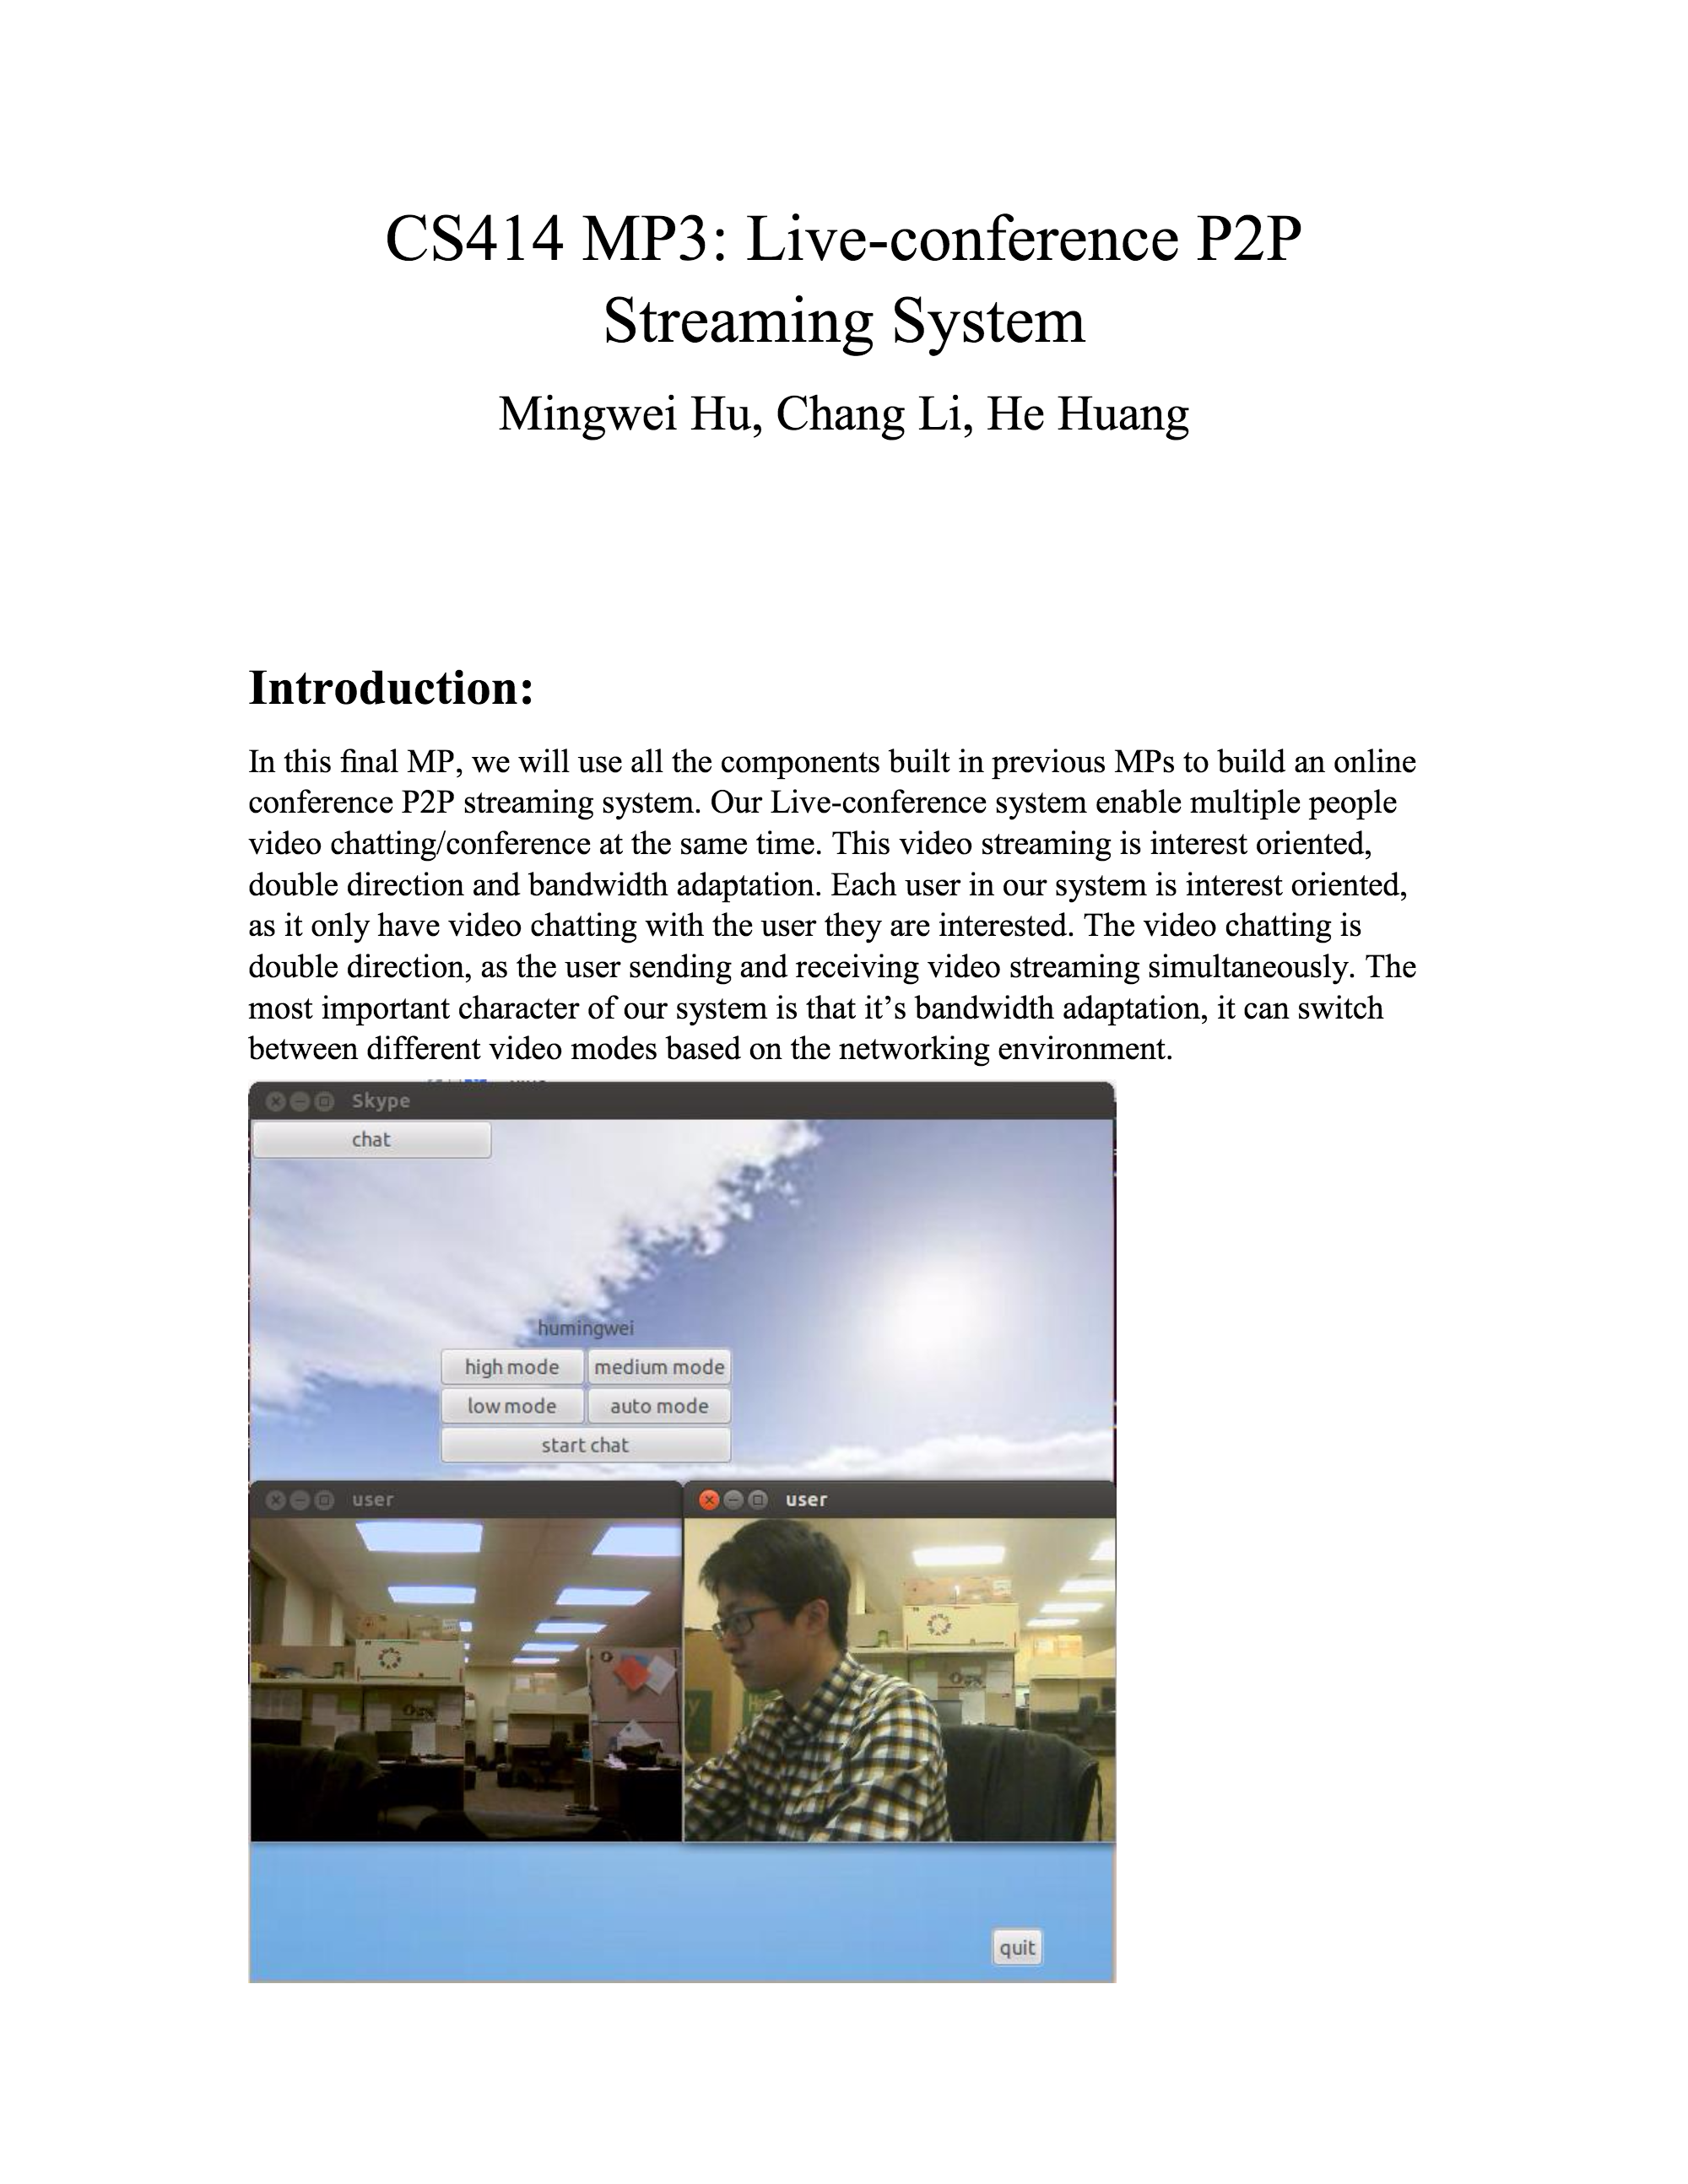 CS414 MP3: Live-conference P2P
Streaming System
Mingwei Hu, Chang Li, He Huang
Introduction:
In this final MP, we will use all the components built in previous MPs to build an online
conference P2P streaming system. Our Live-conference system enable multiple people
video chatting/conference at the same time. This video streaming is interest oriented,
double direction and bandwidth adaptation. Each user in our system is interest oriented,
as it only have video chatting with the user they are interested. The video chatting is
double direction, as the user sending and receiving video streaming simultaneously. The
most important character of our system is that it’s bandwidth adaptation, it can switch
between different video modes based on the networking environment.
Skype
chat
humingwei
high mode medium mode
low mode auto mode
start chat
user user
quit